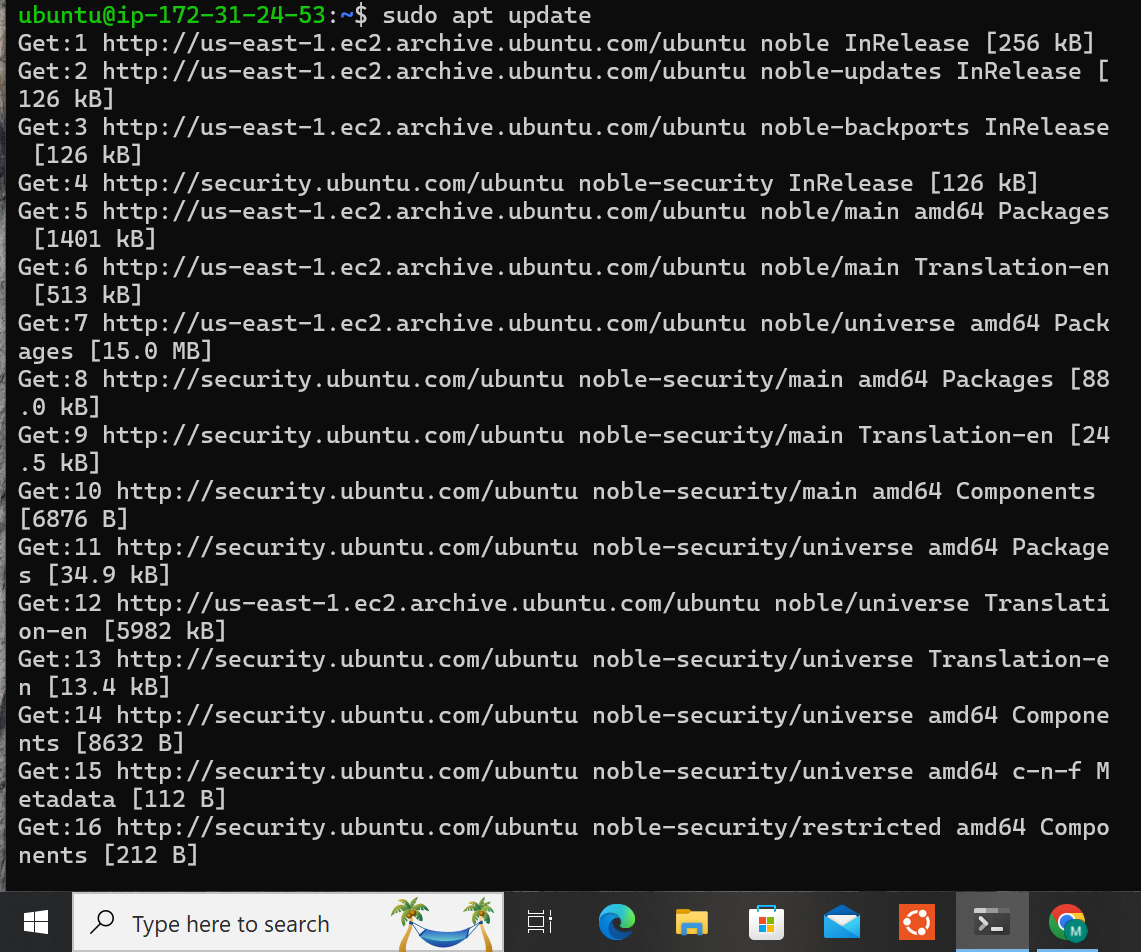 ubuntu@ip-172-31-24-53:~$ sudo apt update
Get:1 http://us-east-1.ec2.archive.ubuntu.com/ubuntu noble InRelease [256 kB]
Get:2 http://us-east-1.ec2.archive.ubuntu.com/ubuntu noble-updates InRelease [
126 kB]
Get:3 http://us-east-1.ec2.archive.ubuntu.com/ubuntu noble-backports InRelease
 [126 kB]
Get:4 http://security.ubuntu.com/ubuntu noble-security InRelease [126 kB]
Get:5 http://us-east-1.ec2.archive.ubuntu.com/ubuntu noble/main amd64 Packages
 [1401 kB]
Get:6 http://us-east-1.ec2.archive.ubuntu.com/ubuntu noble/main Translation-en
 [513 kB]
Get:7 http://us-east-1.ec2.archive.ubuntu.com/ubuntu noble/universe amd64 Pack
ages [15.0 MB]
Get:8 http://security.ubuntu.com/ubuntu noble-security/main amd64 Packages [88
.0 kB]
Get:9 http://security.ubuntu.com/ubuntu noble-security/main Translation-en [24
.5 kB]
Get:10 http://security.ubuntu.com/ubuntu noble-security/main amd64 Components
[6876 B]
Get:11 http://security.ubuntu.com/ubuntu noble-security/universe amd64 Package
s [34.9 kB]
Get:12 http://us-east-1.ec2.archive.ubuntu.com/ubuntu noble/universe Translati
on-en [5982 kB]
Get:13 http://security.ubuntu.com/ubuntu noble-security/universe Translation-e
n [13.4 kB]
Get:14 http://security.ubuntu.com/ubuntu noble-security/universe amd64 Compone
nts [8632 B]
Get:15 http://security.ubuntu.com/ubuntu noble-security/universe amd64 c-n-f M
etadata [112 B]
Get:16 http://security.ubuntu.com/ubuntu noble-security/restricted amd64 Compo
nents [212 B]
Type here to search
M